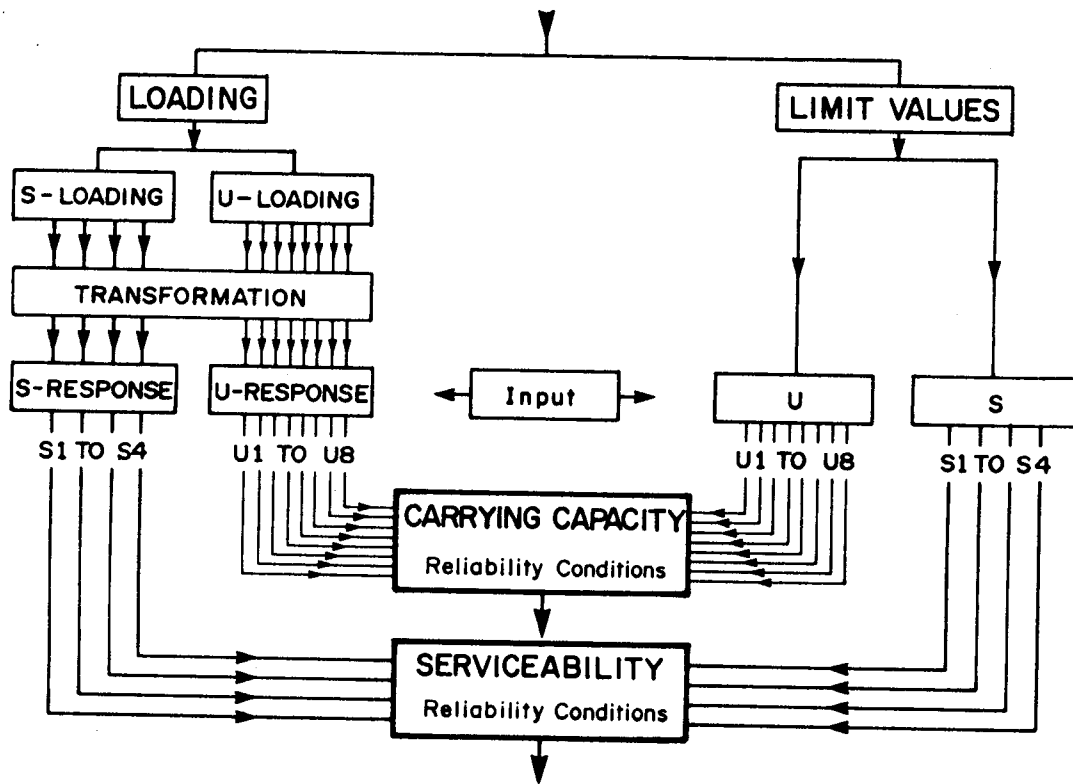 LOADING
LIMIT VALUES
S-LOADING
U-LOADING
TRANSFORMATION
S-RESPONSE
U-RESPONSE
Input
U
S
S1 TO S4
U1 TO U8
U1 TO U8
S1 TO S4
CARRYING CAPACITY
Reliability Conditions
SERVICEABILITY
Reliability Conditions